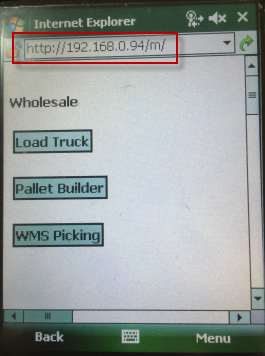 Internet Explorer
http://192.168.0.94/m/
Wholesale
Load Truck
Pallet Builder
WMS Picking
Back
Menu